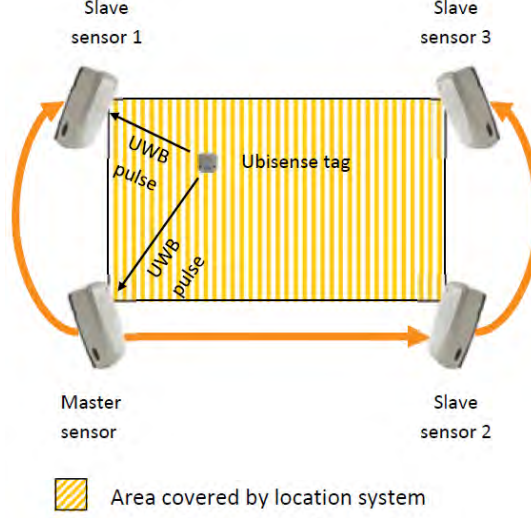 Slave
sensor 1
Slave
sensor 3
UWB
pulse
Ubisense tag
UWB
pulse
Master
sensor
Slave
sensor 2
Area covered by location system